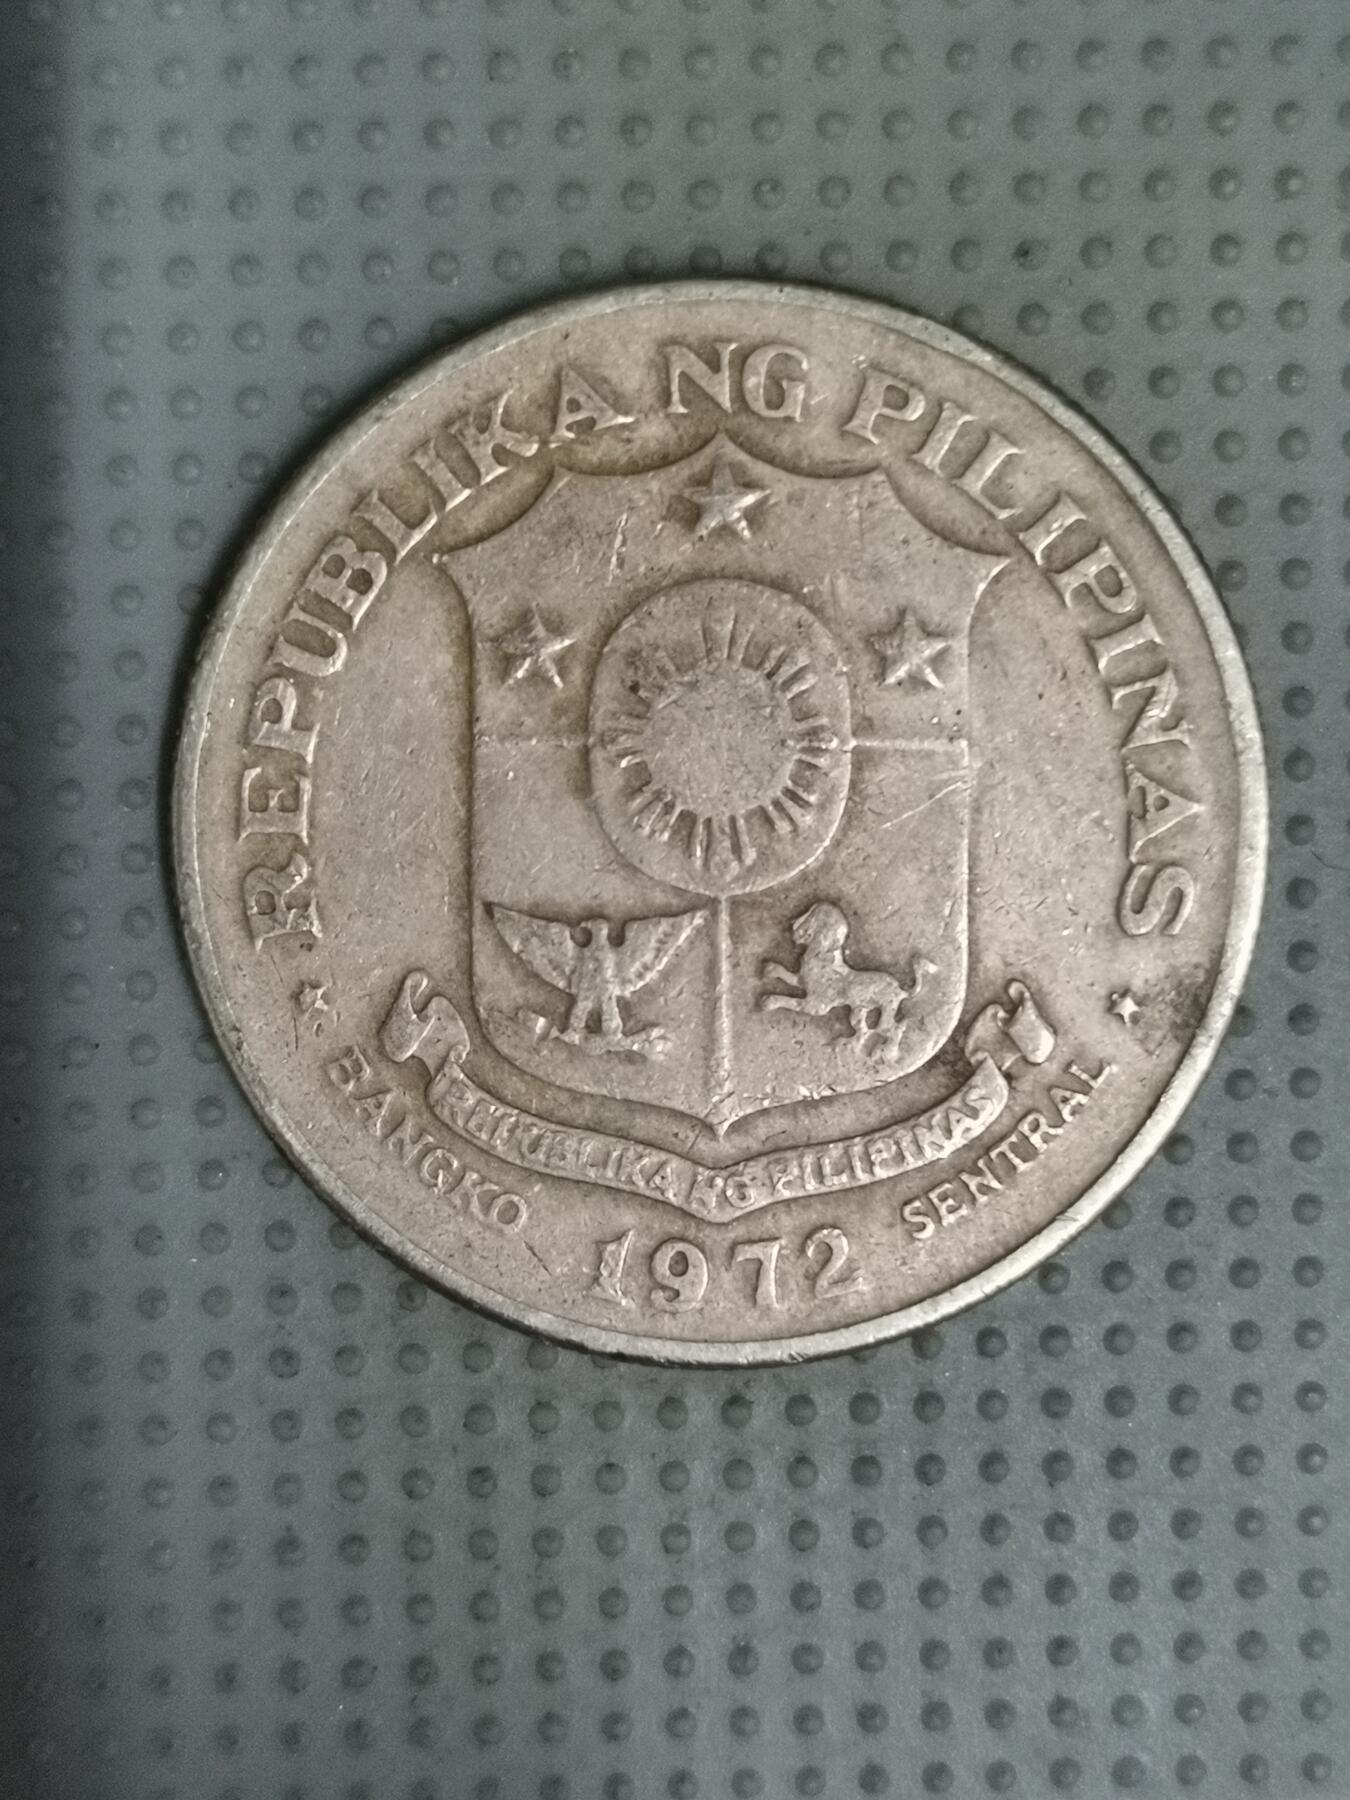 REPUBLIKA NG PILIPINAS
REPUBLIKA NG PILIPINAS
BANGKO SENTRAL
1972